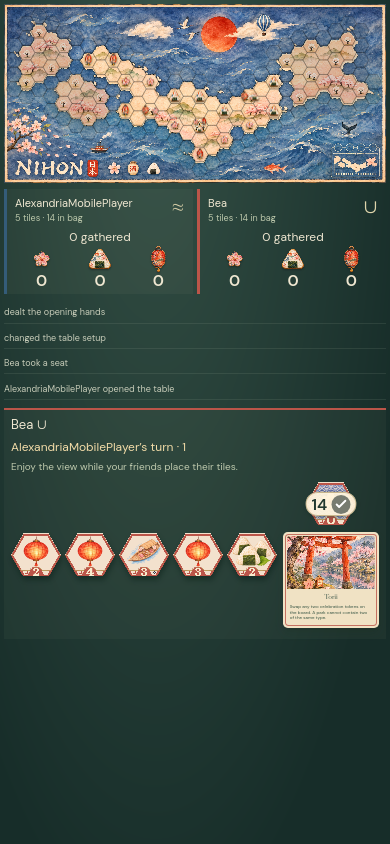 NIHON 日本
AlexandriaMobilePlayer ≈
5 tiles · 14 in bag
0 gathered
0 0 0
Bea U
5 tiles · 14 in bag
0 gathered
0 0 0
dealt the opening hands
changed the table setup
Bea took a seat
AlexandriaMobilePlayer opened the table
Bea U
AlexandriaMobilePlayer's turn · 1
Enjoy the view while your friends place their tiles.
14
U
2 4 3 3 2
Torii
Swap any two celebration tokens on
the board. A path cannot contain two
of the same type.